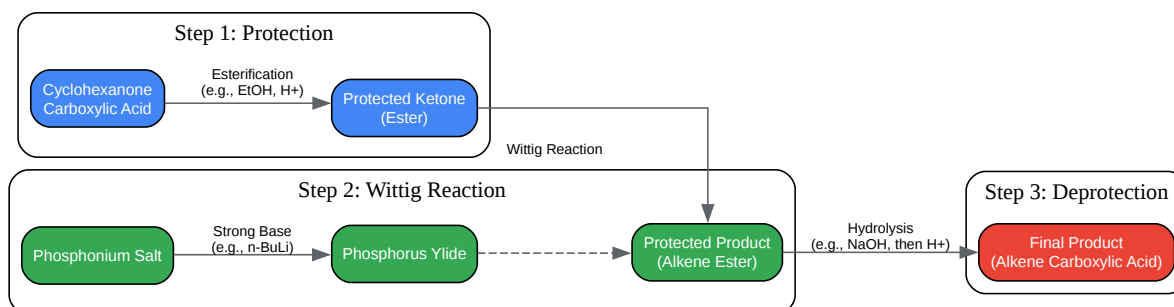 Step 1: Protection
Cyclohexanone
Carboxylic Acid
Esterification
(e.g., EtOH, H+)
Protected Ketone
(Ester)
Wittig Reaction
Step 2: Wittig Reaction
Phosphonium Salt
Strong Base
(e.g., n-BuLi)
Phosphorus Ylide
Protected Product
(Alkene Ester)
Hydrolysis
(e.g., NaOH, then H+)
Step 3: Deprotection
Final Product
(Alkene Carboxylic Acid)